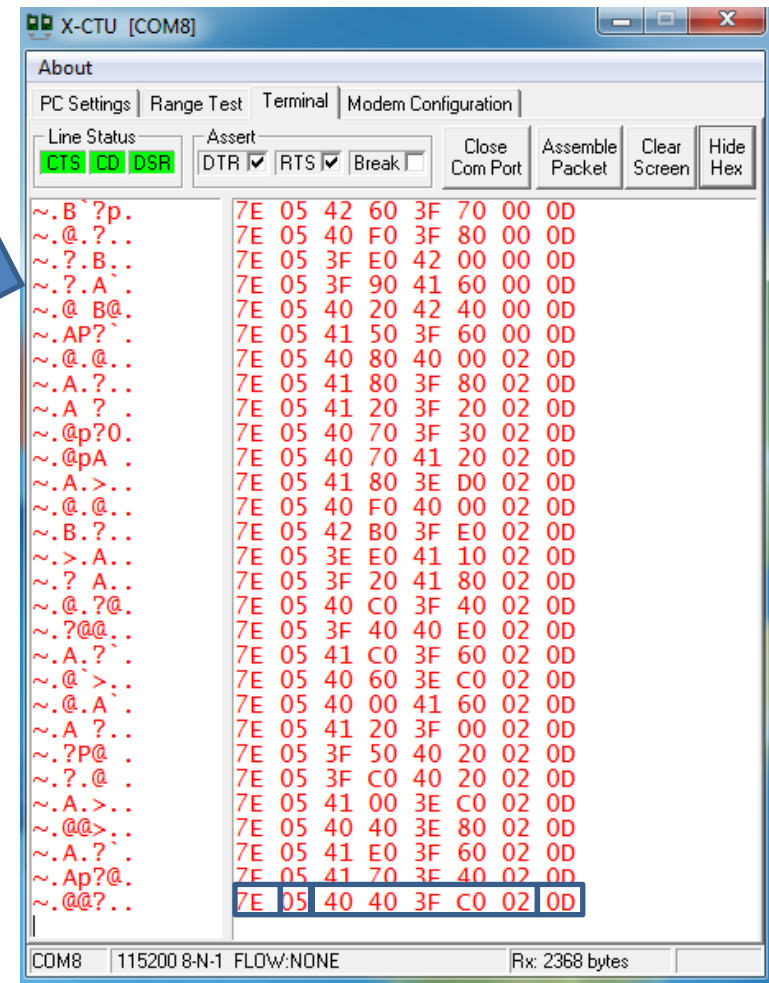 X-CTU [COM8]
About
PC Settings Range Test Terminal Modem Configuration
Line Status Assert
CTS CD DSR DTR RTS Break Close Com Port Assemble Packet Clear Screen Hide Hex
~.B`?p. 7E 05 42 60 3F 70 00 0D
~.@.?.. 7E 05 40 F0 3F 80 00 0D
~.?.B.. 7E 05 3F E0 42 00 00 0D
~.?.A`. 7E 05 3F 90 41 60 00 0D
~.@ B@. 7E 05 40 20 42 40 00 0D
~.AP?`. 7E 05 41 50 3F 60 00 0D
~.@.@.. 7E 05 40 80 40 00 02 0D
~.A.?.. 7E 05 41 80 3F 80 02 0D
~.A ? . 7E 05 41 20 3F 20 02 0D
~.@p?0. 7E 05 40 70 3F 30 02 0D
~.@pA . 7E 05 40 70 41 20 02 0D
~.A.>.. 7E 05 41 80 3E D0 02 0D
~.@.@.. 7E 05 40 F0 40 00 02 0D
~.B.?.. 7E 05 42 B0 3F E0 02 0D
~.>.A.. 7E 05 3E E0 41 10 02 0D
~.? A.. 7E 05 3F 20 41 80 02 0D
~.@.?@. 7E 05 40 C0 3F 40 02 0D
~.?@@.. 7E 05 3F 40 40 E0 02 0D
~.A.?`. 7E 05 41 C0 3F 60 02 0D
~.@`>.. 7E 05 40 60 3E C0 02 0D
~.@.A`. 7E 05 40 00 41 60 02 0D
~.A ?.. 7E 05 41 20 3F 00 02 0D
~.?P@ . 7E 05 3F 50 40 20 02 0D
~.?.@ . 7E 05 3F C0 40 20 02 0D
~.A.>.. 7E 05 41 00 3E C0 02 0D
~.@@>.. 7E 05 40 40 3E 80 02 0D
~.A.?`. 7E 05 41 E0 3F 60 02 0D
~.Ap?@. 7E 05 41 70 3F 40 02 0D
~.@@?.. 7E 05 40 40 3F C0 02 0D
COM8 115200 8-N-1 FLOW:NONE Rx: 2368 bytes